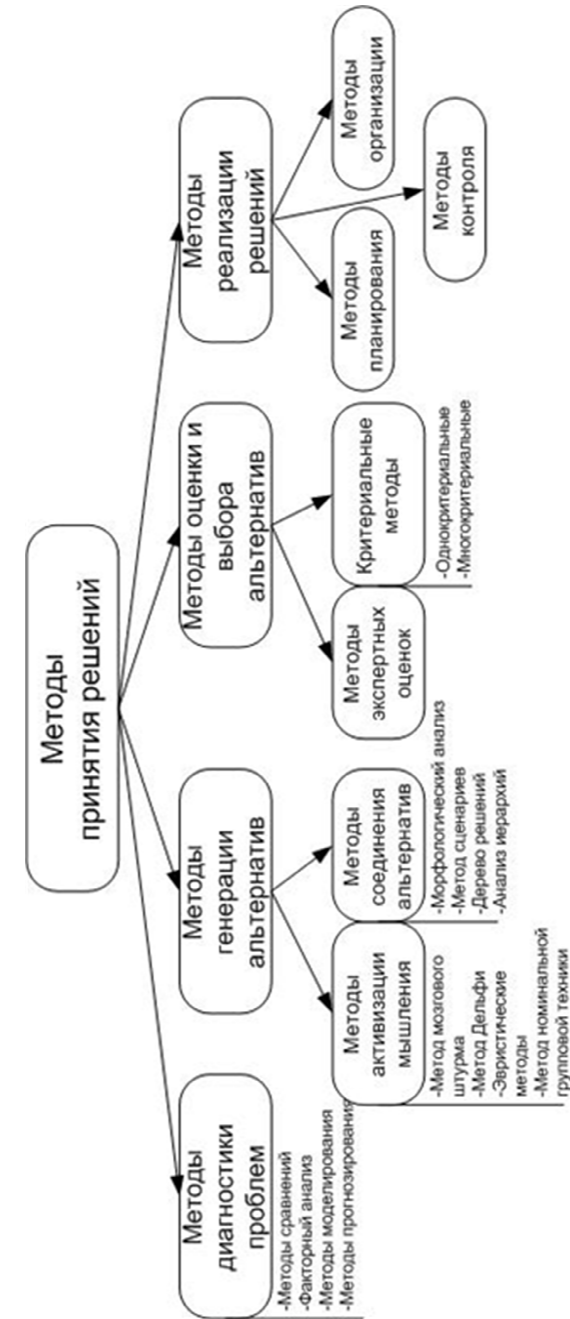 Методы
принятия решений
Методы
диагностики
проблем
-Методы сравнений
-Факторный анализ
-Методы моделирования
-Методы прогнозирования
Методы
генерации
альтернатив
Методы
активизации
мышления
-Метод мозгового
штурма
-Метод Дельфи
-Эвристические
методы
-Метод номинальной
групповой техники
Методы
соединения
альтернатив
-Морфологический анализ
-Метод сценариев
-Дерево решений
-Анализ иерархий
Методы оценки и
выбора
альтернатив
Методы
экспертных
оценок
Критериальные
методы
-Однокритериальные
-Многокритериальные
Методы
реализации
решений
Методы
планирования
Методы
организации
Методы
контроля